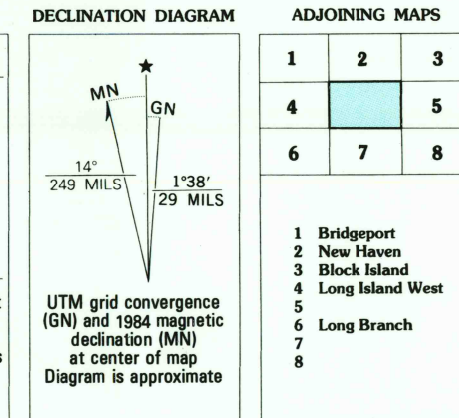 DECLINATION DIAGRAM
MN
GN
14°
249 MILS
1°38'
29 MILS
UTM grid convergence
(GN) and 1984 magnetic
declination (MN)
at center of map
Diagram is approximate
ADJOINING MAPS
1 2 3
4 5
6 7 8
1 Bridgeport
2 New Haven
3 Block Island
4 Long Island West
5
6 Long Branch
7
8